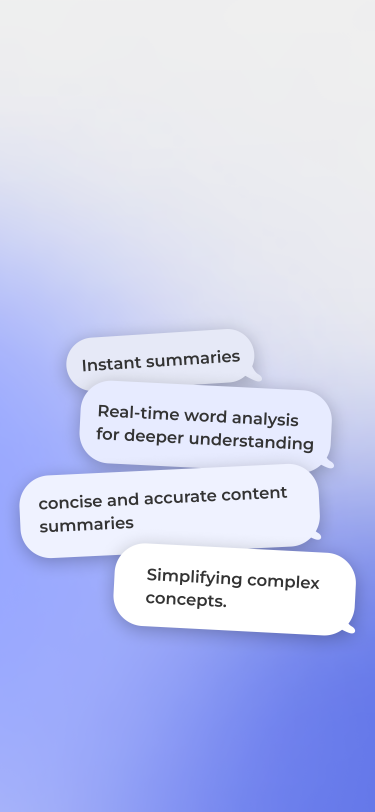 Instant summaries
Real-time word analysis
for deeper understanding
concise and accurate content
summaries
Simplifying complex
concepts.